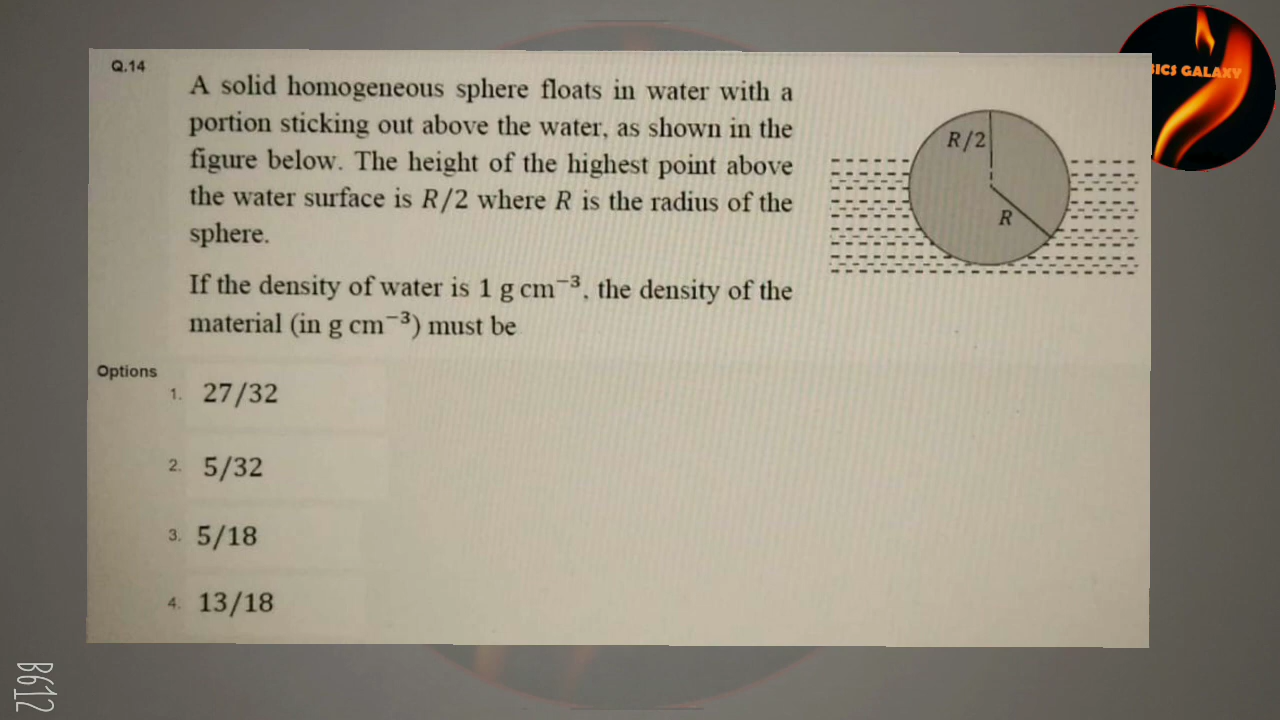 Q.14
A solid homogeneous sphere floats in water with a
portion sticking out above the water, as shown in the
figure below. The height of the highest point above
the water surface is R/2 where R is the radius of the
sphere.
R/2
R
If the density of water is 1 g cm⁻³, the density of the
material (in g cm⁻³) must be
Options
1. 27/32
2. 5/32
3. 5/18
4. 13/18
SICS GALAXY
B612